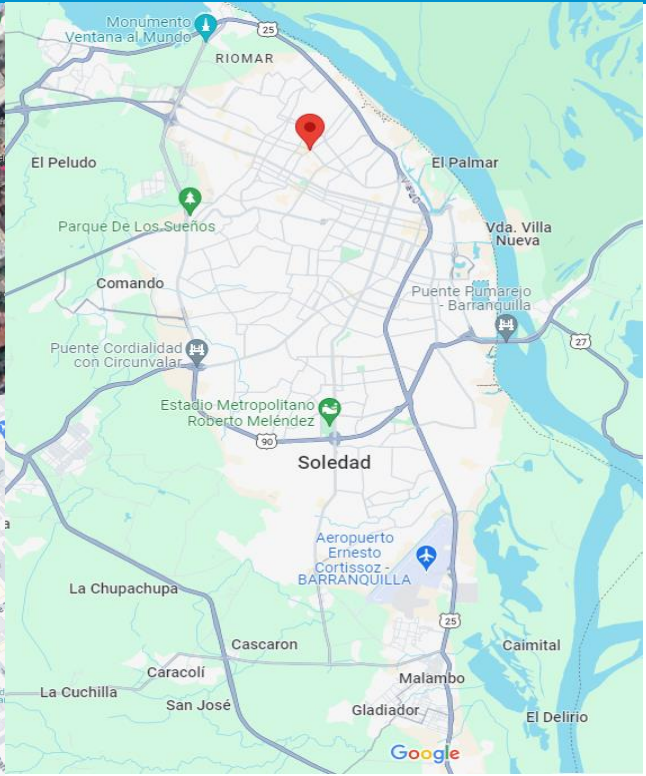 Monumento
Ventana al Mundo
25
RIOMAR
El Peludo
El Palmar
Parque De Los Sueños
Vda. Villa
Nueva
Comando
Puente Pumarejo
- Barranquilla
27
Puente Cordialidad
con Circunvalar
Estadio Metropolitano
Roberto Meléndez
90
Soledad
Aeropuerto
Ernesto
Cortissoz -
BARRANQUILLA
La Chupachupa
25
Cascaron
Caimital
Caracolí
Malambo
La Cuchilla
San José
Gladiador
El Delirio
Google